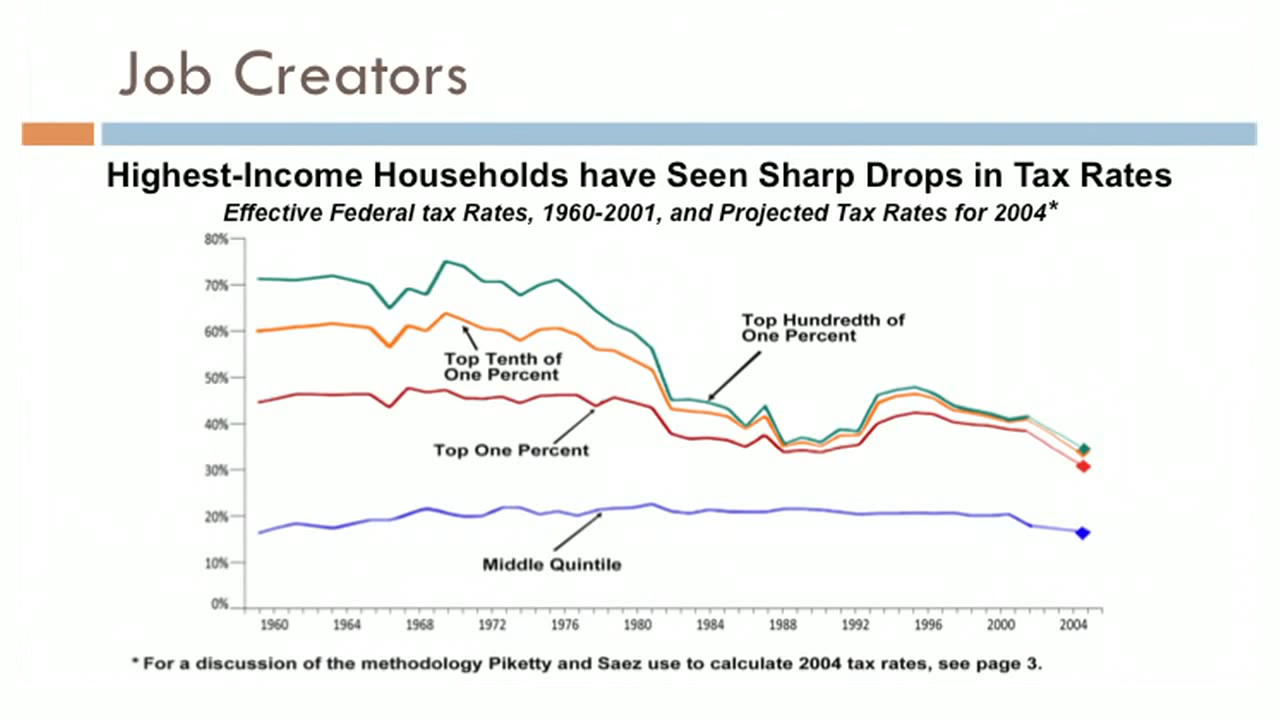 Job Creators
Highest-Income Households have Seen Sharp Drops in Tax Rates
Effective Federal tax Rates, 1960-2001, and Projected Tax Rates for 2004*
80%
70%
60%
50%
40%
30%
20%
10%
0%
Top Hundredth of
One Percent
Top Tenth of
One Percent
Top One Percent
Middle Quintile
1960 1964 1968 1972 1976 1980 1984 1988 1992 1996 2000 2004
* For a discussion of the methodology Piketty and Saez use to calculate 2004 tax rates, see page 3.